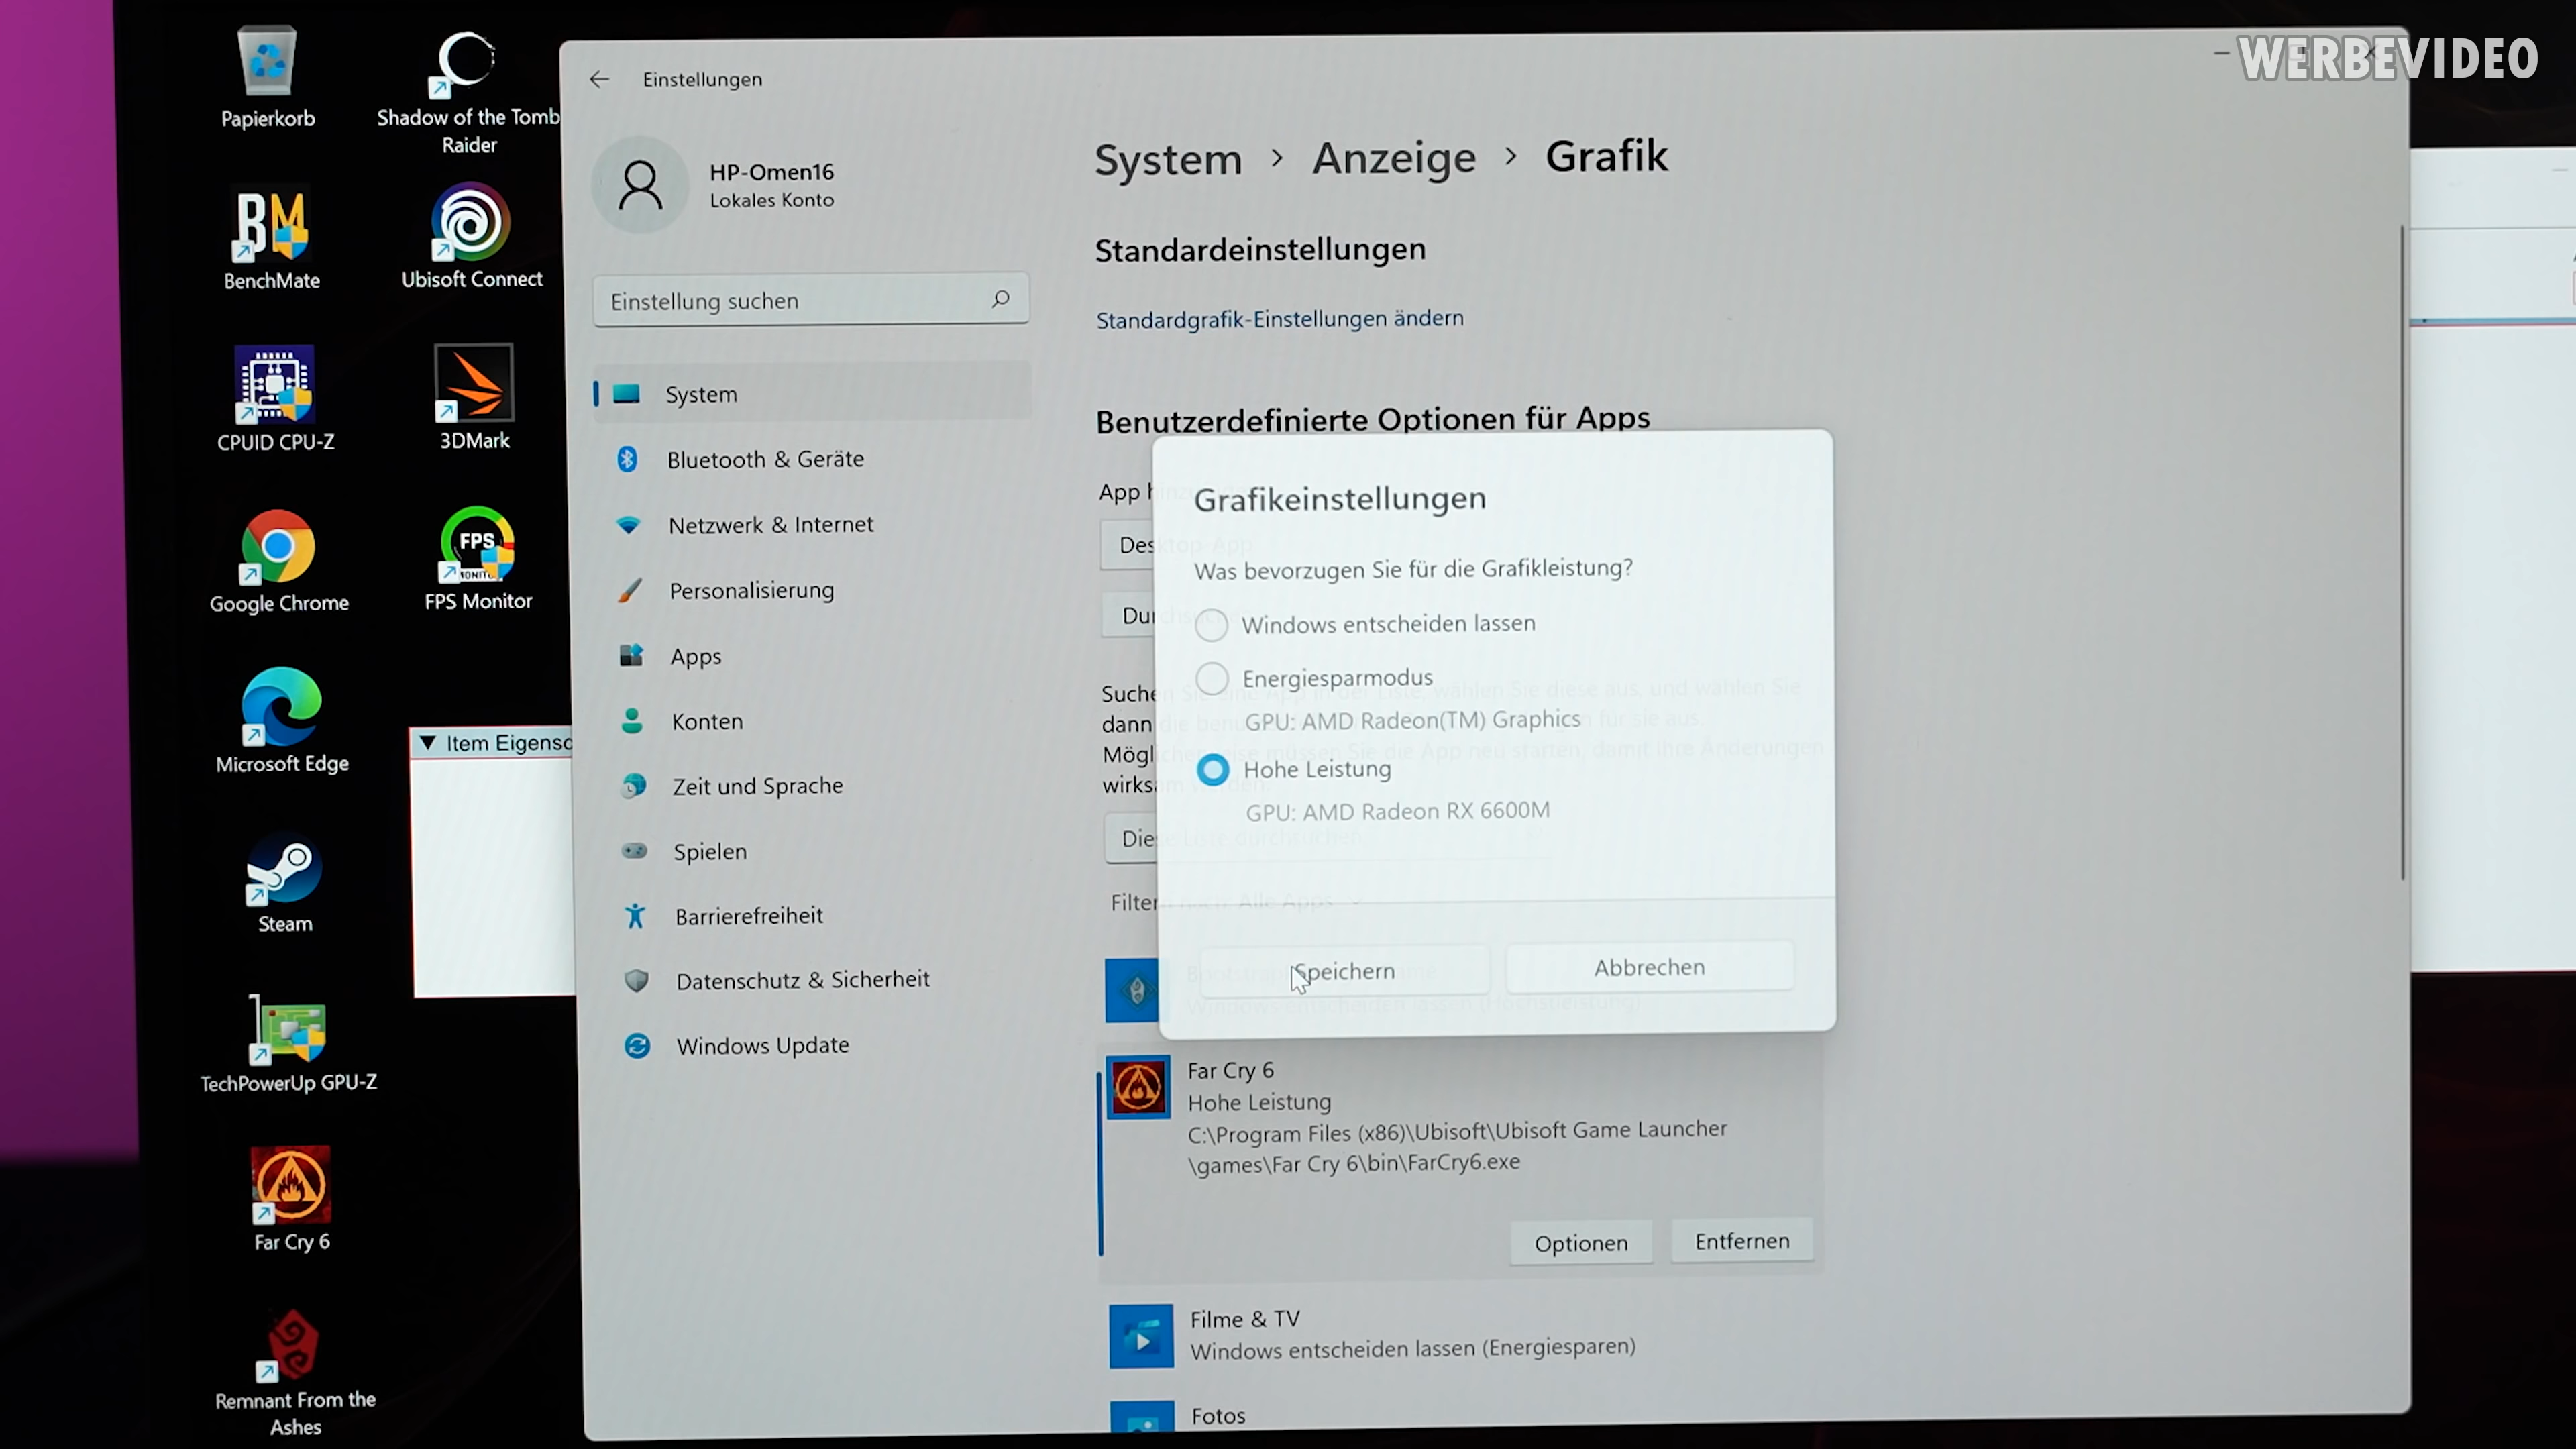 WERBEVIDEO
Papierkorb
Shadow of the Tomb
Raider
BM
BenchMate
Ubisoft Connect
CPUID CPU-Z
3DMark
Google Chrome
FPS
FPS Monitor
Microsoft Edge
Item Eigensc
Steam
TechPowerUp GPU-Z
Far Cry 6
Remnant From the
Ashes
Einstellungen
HP-Omen16
Lokales Konto
Einstellung suchen
System
Bluetooth & Geräte
Netzwerk & Internet
Personalisierung
Apps
Konten
Zeit und Sprache
Spielen
Barrierefreiheit
Datenschutz & Sicherheit
Windows Update
System > Anzeige > Grafik
Standardeinstellungen
Standardgrafik-Einstellungen ändern
Benutzerdefinierte Optionen für Apps
Grafikeinstellungen
Was bevorzugen Sie für die Grafikleistung?
Windows entscheiden lassen
Energiesparmodus
GPU: AMD Radeon(TM) Graphics
Hohe Leistung
GPU: AMD Radeon RX 6600M
Speichern
Abbrechen
Far Cry 6
Hohe Leistung
C:\Program Files (x86)\Ubisoft\Ubisoft Game Launcher
\games\Far Cry 6\bin\FarCry6.exe
Optionen
Entfernen
Filme & TV
Windows entscheiden lassen (Energiesparen)
Fotos